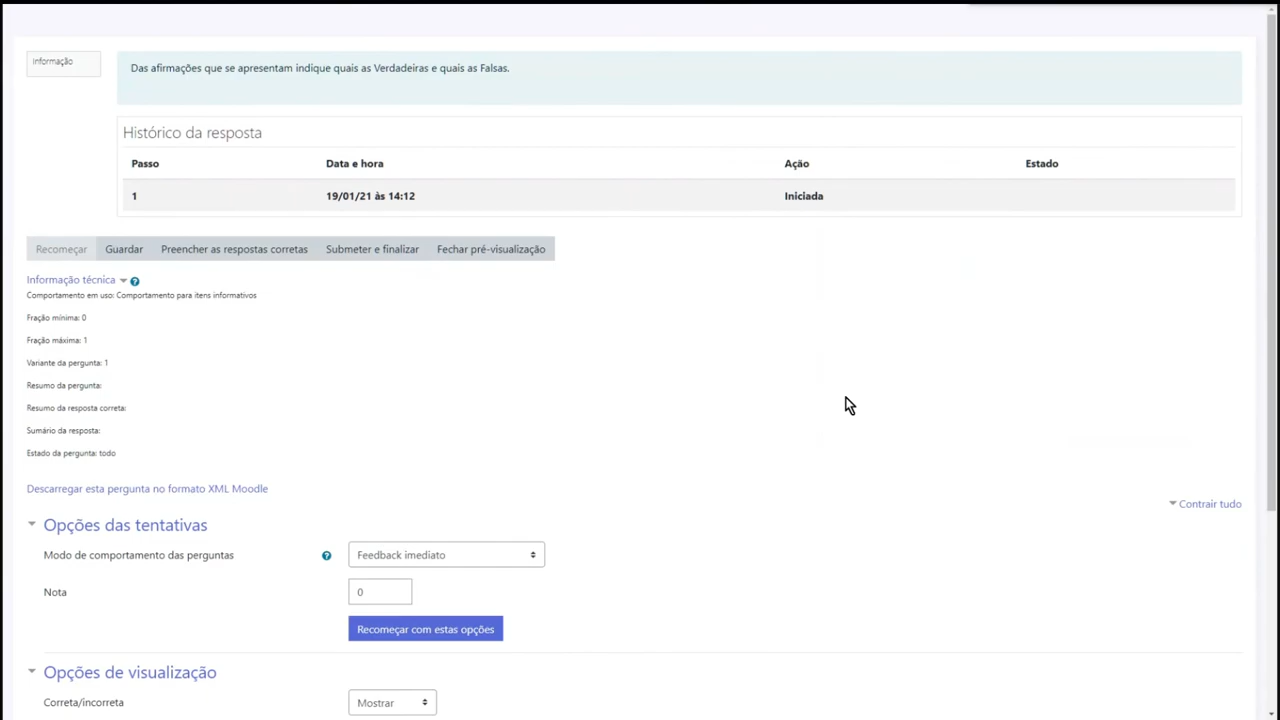 Informação
Das afirmações que se apresentam indique quais as Verdadeiras e quais as Falsas.
Histórico da resposta
Passo Data e hora Ação Estado
1 19/01/21 às 14:12 Iniciada
Recomeçar Guardar Preencher as respostas corretas Submeter e finalizar Fechar pré-visualização
Informação técnica
Comportamento em uso: Comportamento para itens informativos
Fração mínima: 0
Fração máxima: 1
Variante da pergunta: 1
Resumo da pergunta:
Resumo da resposta correta:
Sumário da resposta:
Estado da pergunta: todo
Descarregar esta pergunta no formato XML Moodle
Contrair tudo
Opções das tentativas
Modo de comportamento das perguntas ? Feedback imediato
Nota 0
Recomeçar com estas opções
Opções de visualização
Correta/incorreta Mostrar